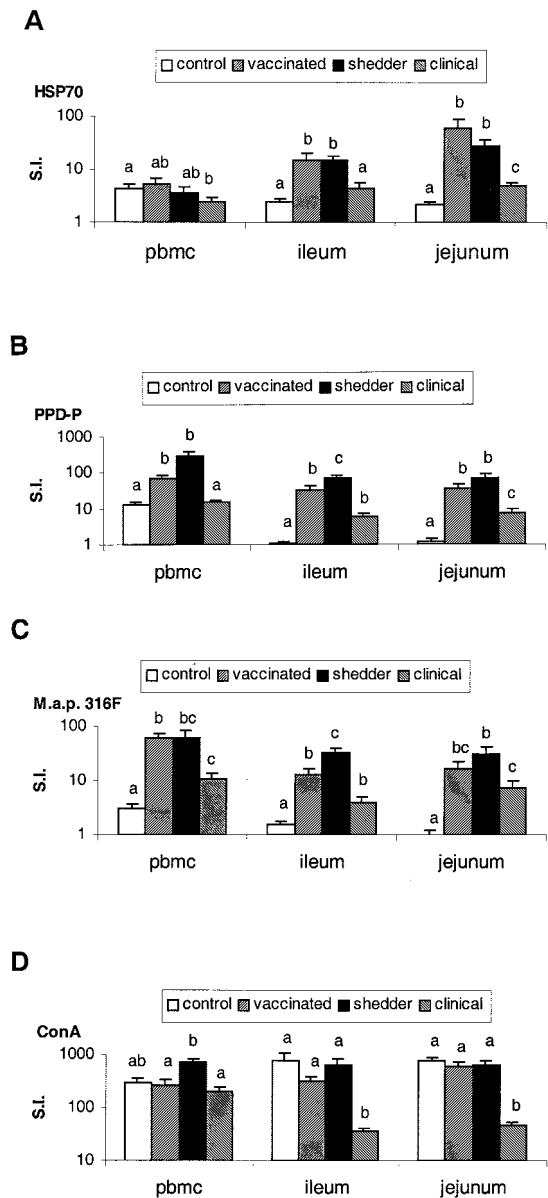 A
control vaccinated shedder clinical
HSP70
S.I.
100
10
1
a ab ab b
a b b a
a b b c
pbmc ileum jejunum
B
control vaccinated shedder clinical
PPD-P
S.I.
1000
100
10
1
a b b a
a b c b
a b b c
pbmc ileum jejunum
C
control vaccinated shedder clinical
M.a.p. 316F
S.I.
100
10
1
a b bc c
a b c b
a bc b c
pbmc ileum jejunum
D
control vaccinated shedder clinical
ConA
S.I.
1000
100
10
ab a b a
a a a b
a a a b
pbmc ileum jejunum